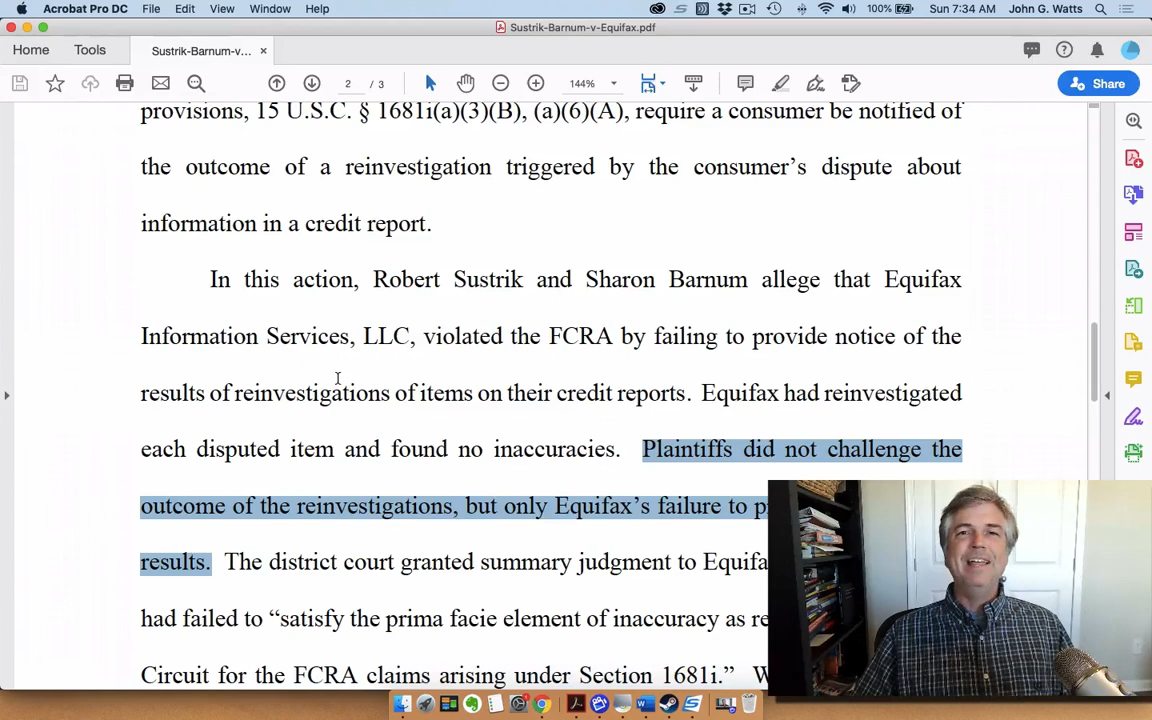 Acrobat Pro DC File Edit View Window Help 100% Sun 7:34 AM John G. Watts
Sustrik-Barnum-v-Equifax.pdf
Home Tools Sustrik-Barnum-v-... ×
2 / 3 144% Share
provisions, 15 U.S.C. § 1681i(a)(3)(B), (a)(6)(A), require a consumer be notified of
the outcome of a reinvestigation triggered by the consumer’s dispute about
information in a credit report.
In this action, Robert Sustrik and Sharon Barnum allege that Equifax
Information Services, LLC, violated the FCRA by failing to provide notice of the
results of reinvestigations of items on their credit reports. Equifax had reinvestigated
each disputed item and found no inaccuracies. Plaintiffs did not challenge the
outcome of the reinvestigations, but only Equifax’s failure to
results. The district court granted summary judgment to
had failed to “satisfy the prima facie element of inaccuracy as
Circuit for the FCRA claims arising under Section 1681i.”